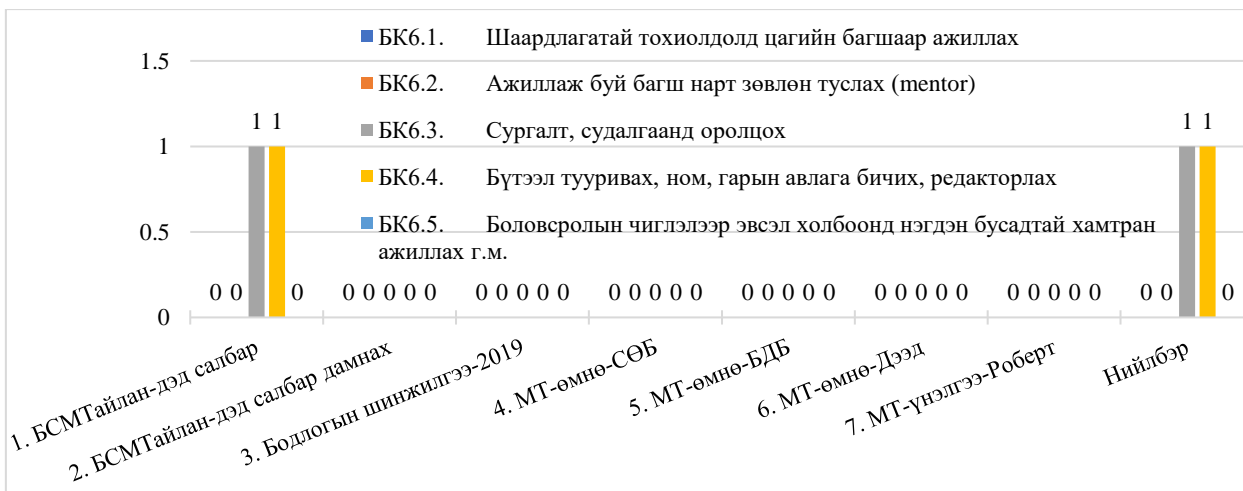 БК6.1. Шаардлагатай тохиолдолд цагийн багшаар ажиллах
БК6.2. Ажиллаж буй багш нарт зөвлөн туслах (mentor)
БК6.3. Сургалт, судалгаанд оролцох
БК6.4. Бүтээл тууривах, ном, гарын авлага бичих, редакторлах
БК6.5. Боловсролын чиглэлээр эвсэл холбоонд нэгдэн бусадтай хамтран
ажиллах г.м.
1.5
1
0.5
0
0 0 1 1 0
0 0 0 0 0
0 0 0 0 0
0 0 0 0 0
0 0 0 0 0
0 0 0 0 0
0 0 0 0 0
0 0 1 1 0
1. БСМТайлан-дэд салбар
2. БСМТайлан-дэд салбар дамнах
3. Бодлогын шинжилгээ-2019
4. МТ-өмнө-СӨБ
5. МТ-өмнө-БДБ
6. МТ-өмнө-Дээд
7. МТ-үнэлгээ-Роберт
Нийлбэр